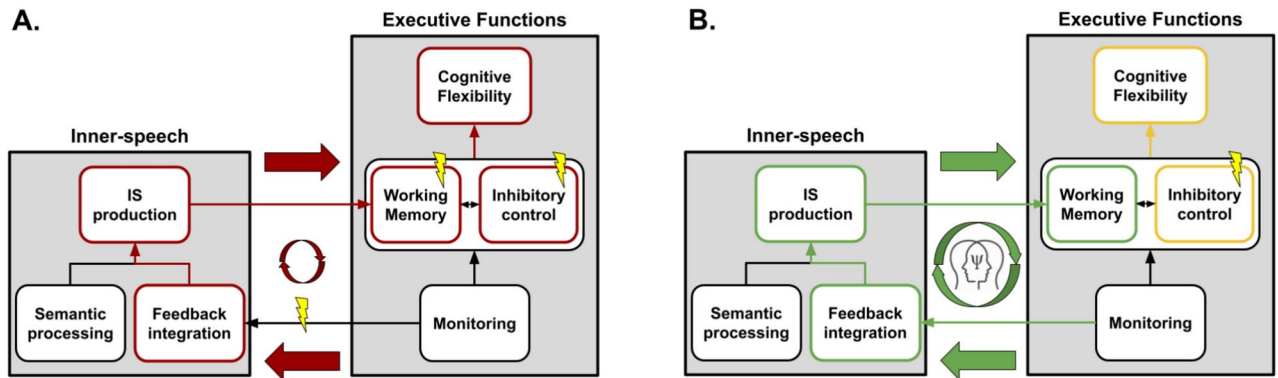 A.
Executive Functions
Cognitive
Flexibility
Inner-speech
IS
production
Working
Memory
Inhibitory
control
Semantic
processing
Feedback
integration
Monitoring
B.
Executive Functions
Cognitive
Flexibility
Inner-speech
IS
production
Working
Memory
Inhibitory
control
Ψ
Semantic
processing
Feedback
integration
Monitoring